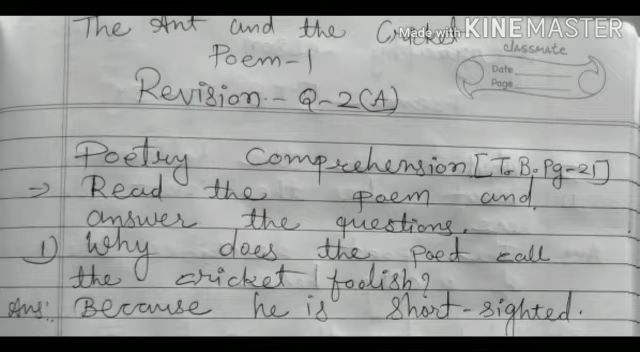 The Ant and the Cricket
Made with KINEMASTER
Poem-1
classmate
Date
Page
Revision:- Q-2(A)
Poetry Comprehension [T.B.Pg-21]
→ Read the poem and
answer the questions.
1) Why does the Poet call
the cricket foolish?
Ans: Because he is short-sighted.